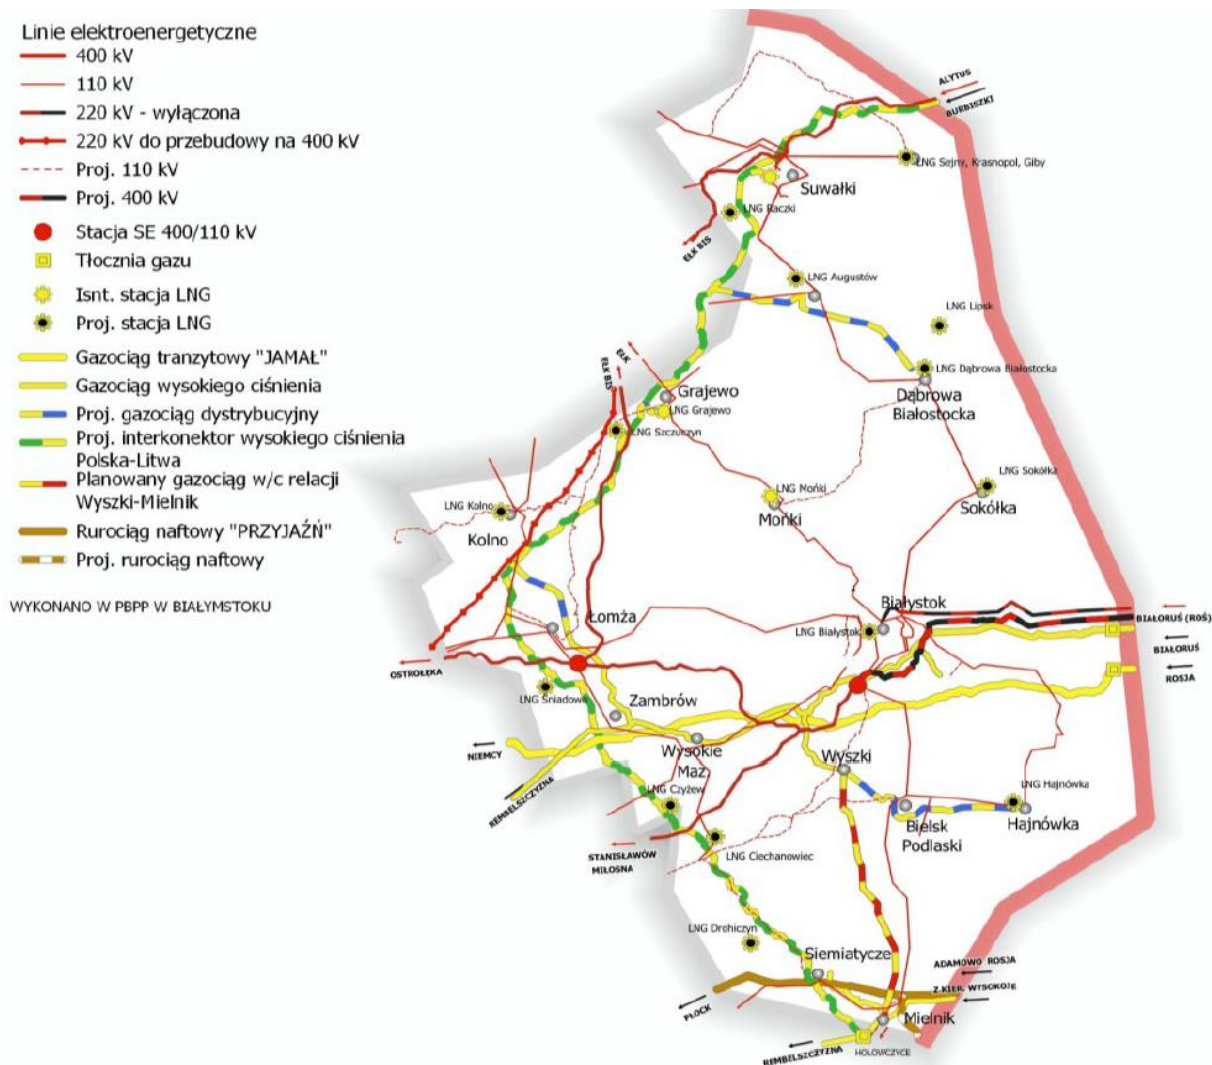 Linie elektroenergetyczne
400 kV
110 kV
220 kV - wyłączona
220 kV do przebudowy na 400 kV
Proj. 110 kV
Proj. 400 kV
Stacja SE 400/110 kV
Tłocznia gazu
Isnt. stacja LNG
Proj. stacja LNG
Gazociąg tranzytowy "JAMAŁ"
Gazociąg wysokiego ciśnienia
Proj. gazociąg dystrybucyjny
Proj. interkonektor wysokiego ciśnienia
Polska-Litwa
Planowany gazociąg w/c relacji
Wyszki-Mielnik
Rurociąg naftowy "PRZYJAŹŃ"
Proj. rurociąg naftowy
WYKONANO W PBPP W BIAŁYMSTOKU
ALYTUS
BURBISZKI
LNG Sejny, Krasnopol, Giby
Suwałki
LNG Raczki
EŁK BIS
LNG Augustów
LNG Lipsk
EŁK
EŁK BIS
LNG Dąbrowa Białostocka
Grajewo
Dąbrowa
Białostocka
LNG Grajewo
LNG Szczuczyn
LNG Sokółka
LNG Mońki
LNG Kolno
Sokółka
Mońki
Kolno
Białystok
Łomża
BIAŁORUŚ (ROŚ)
LNG Białystok
BIAŁORUŚ
OSTROŁĘKA
ROSJA
LNG Śniadowo
Zambrów
NIEMCY
Wysokie
Maz.
Wyszki
LNG Hajnówka
LNG Czyżew
REMBELSZCZYZNA
Bielsk
Podlaski
Hajnówka
STANISŁAWÓW
MIŁOSNA
LNG Ciechanowiec
LNG Drohiczyn
Siemiatycze
ADAMOWO ROSJA
Z KIER. WYSOKOJE
PŁOCK
Mielnik
REMBELSZCZYZNA
HOŁOWCZYCE